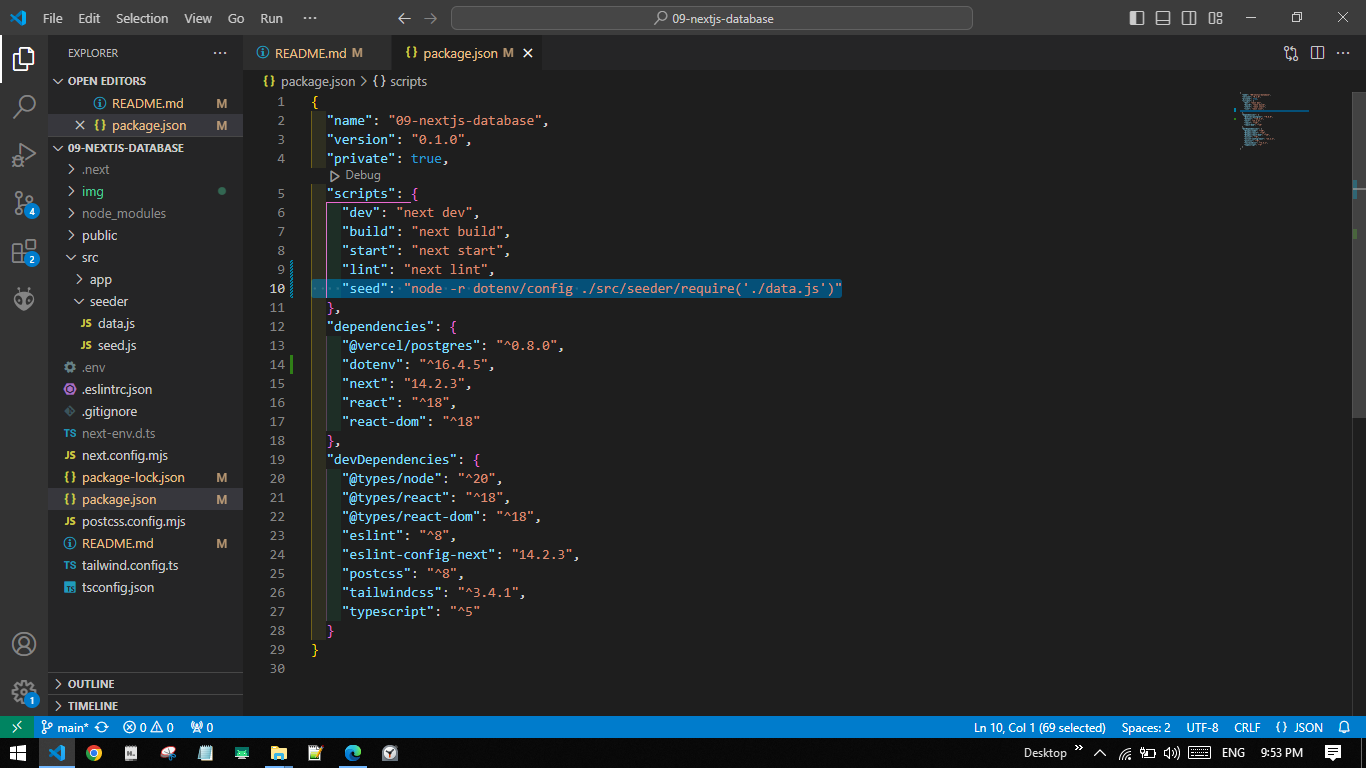 File Edit Selection View Go Run ···
09-nextjs-database
EXPLORER
OPEN EDITORS
README.md M
package.json M
09-NEXTJS-DATABASE
.next
img
node_modules
public
src
app
seeder
JS data.js
JS seed.js
.env
.eslintrc.json
.gitignore
TS next-env.d.ts
JS next.config.mjs
{} package-lock.json M
{} package.json M
JS postcss.config.mjs
README.md M
TS tailwind.config.ts
tsconfig.json
OUTLINE
TIMELINE
4
2
1
README.md M
{} package.json M
{} package.json > {} scripts
1 {
2 "name": "09-nextjs-database",
3 "version": "0.1.0",
4 "private": true,
Debug
5 "scripts": {
6 "dev": "next dev",
7 "build": "next build",
8 "start": "next start",
9 "lint": "next lint",
10 "seed": "node -r dotenv/config ./src/seeder/require('./data.js')"
11 },
12 "dependencies": {
13 "@vercel/postgres": "^0.8.0",
14 "dotenv": "^16.4.5",
15 "next": "14.2.3",
16 "react": "^18",
17 "react-dom": "^18"
18 },
19 "devDependencies": {
20 "@types/node": "^20",
21 "@types/react": "^18",
22 "@types/react-dom": "^18",
23 "eslint": "^8",
24 "eslint-config-next": "14.2.3",
25 "postcss": "^8",
26 "tailwindcss": "^3.4.1",
27 "typescript": "^5"
28 }
29 }
30
main* 0 0 0
Ln 10, Col 1 (69 selected) Spaces: 2 UTF-8 CRLF {} JSON
Desktop ENG 9:53 PM